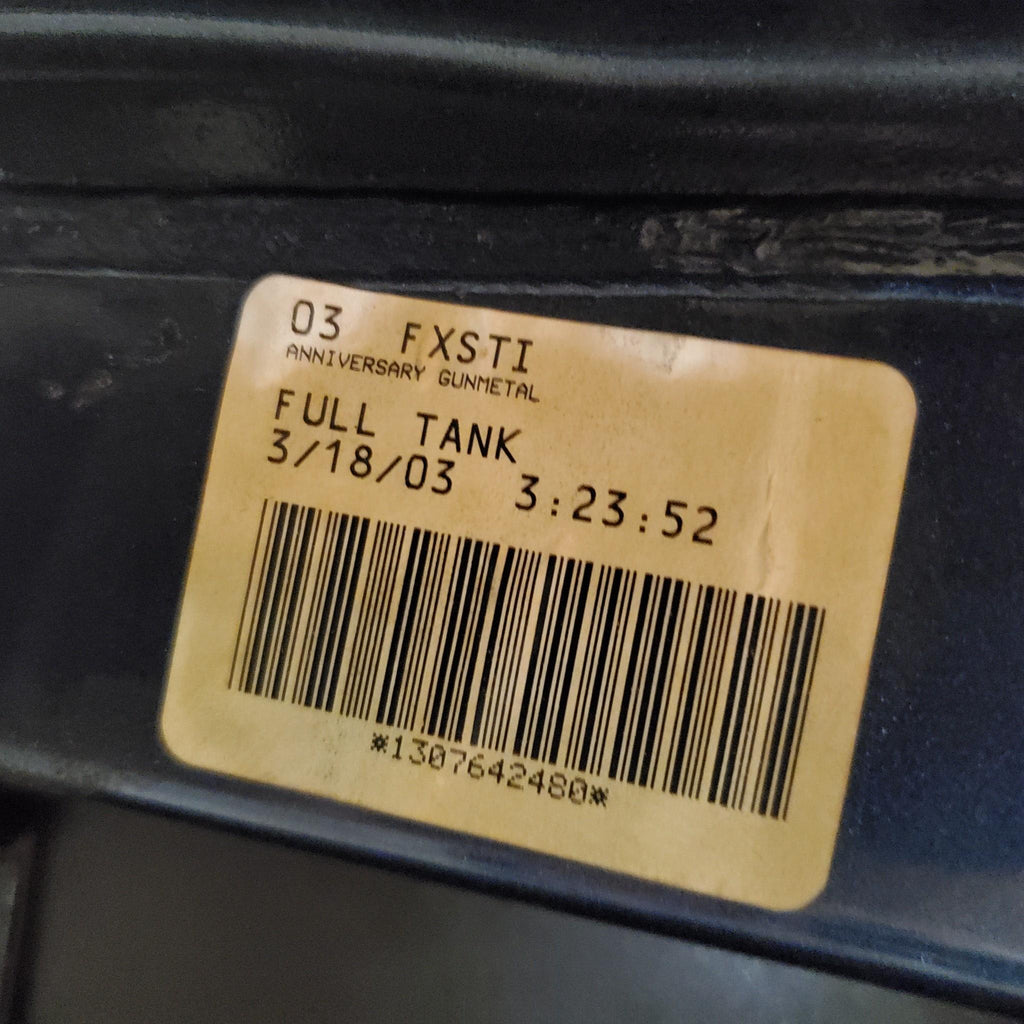 03 FXSTI
ANNIVERSARY GUNMETAL
FULL TANK
3/18/03 3:23:52
*1307642480*